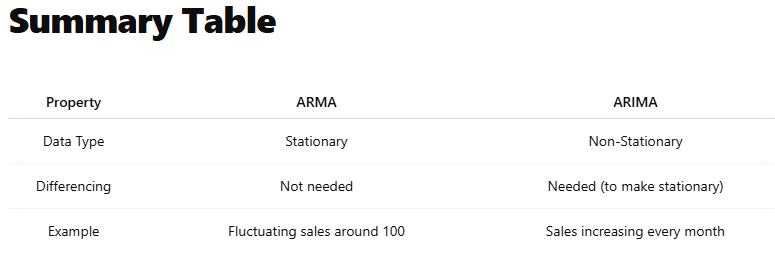 Summary Table
Property ARMA ARIMA
Data Type Stationary Non-Stationary
Differencing Not needed Needed (to make stationary)
Example Fluctuating sales around 100 Sales increasing every month